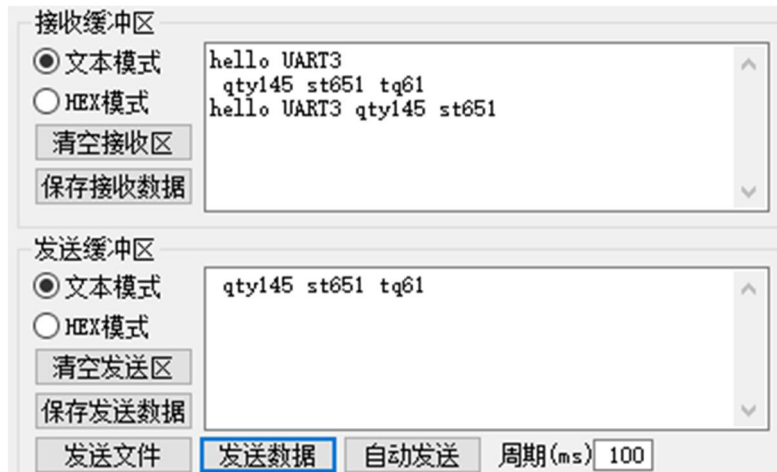 接收缓冲区
文本模式
HEX模式
清空接收区
保存接收数据
hello UART3
 qty145 st651 tq61
hello UART3 qty145 st651
发送缓冲区
文本模式
HEX模式
清空发送区
保存发送数据
 qty145 st651 tq61
发送文件 发送数据 自动发送 周期(ms) 100